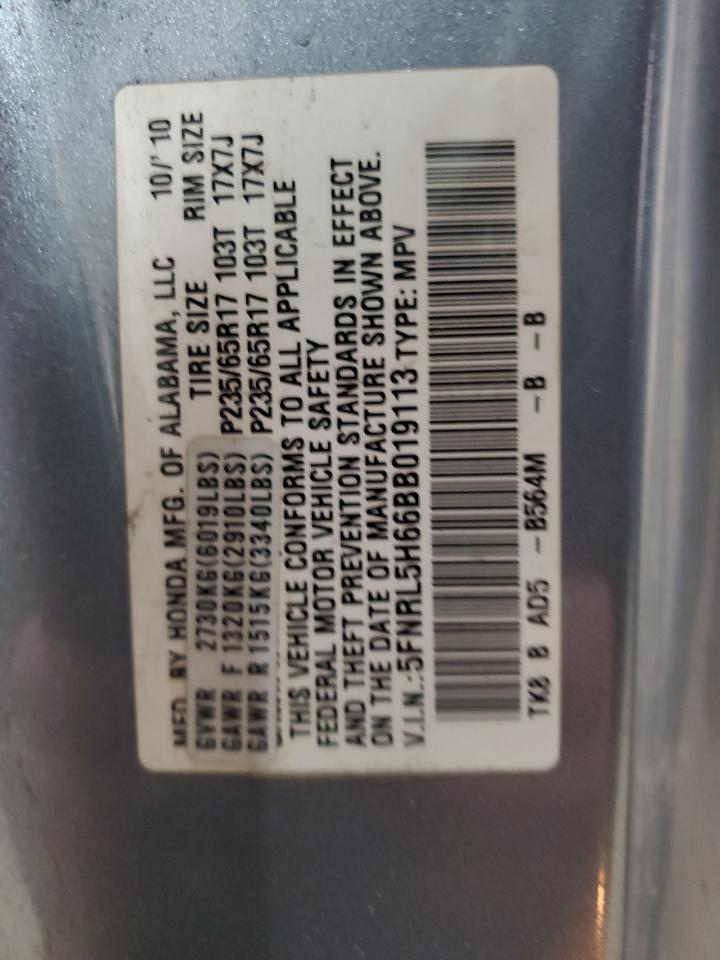 MFD. BY HONDA MFG. OF ALABAMA, LLC 10/'10
GVWR 2730KG(6019LBS) TIRE SIZE RIM SIZE
GAWR F 1320KG(2910LBS) P235/65R17 103T 17X7J
GAWR R 1515KG(3340LBS) P235/65R17 103T 17X7J
THIS VEHICLE CONFORMS TO ALL APPLICABLE
FEDERAL MOTOR VEHICLE SAFETY
AND THEFT PREVENTION STANDARDS IN EFFECT
ON THE DATE OF MANUFACTURE SHOWN ABOVE.
V.I.N.:5FNRL5H66BB019113 TYPE: MPV
TK8 B AD5 -B564M -B -B